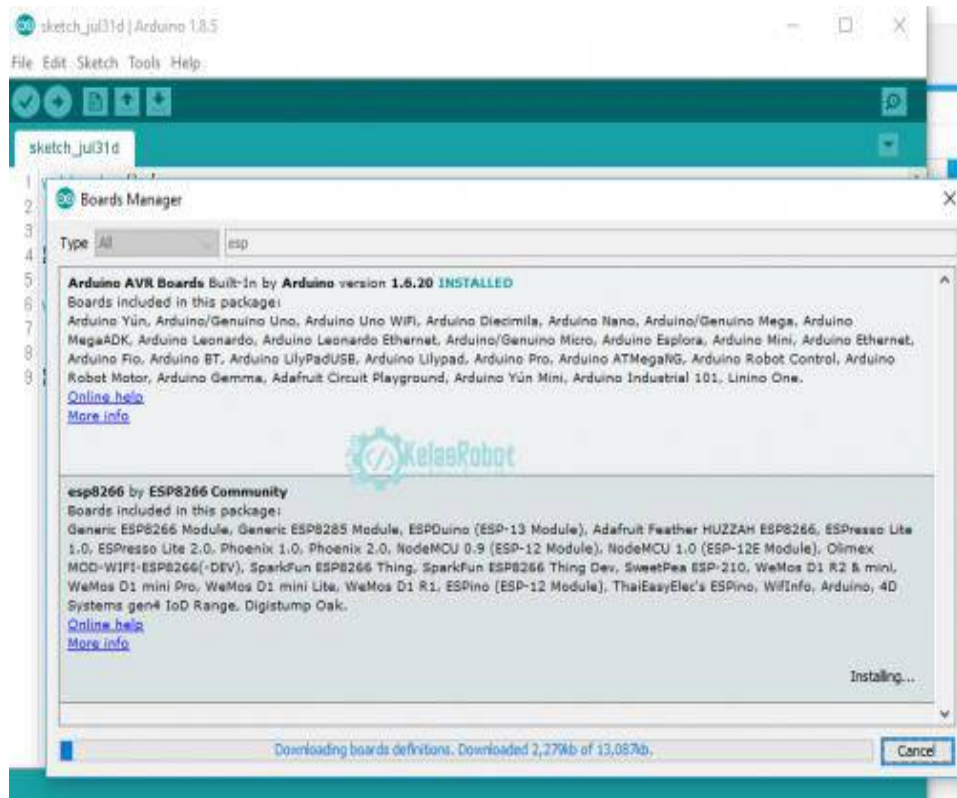 sketch_jul31d | Arduino 1.8.5
File Edit Sketch Tools Help
sketch_jul31d
1
2
3
4
5
6
7
8
9
Boards Manager
Type All esp
Arduino AVR Boards Built-In by Arduino version 1.6.20 INSTALLED
Boards included in this package:
Arduino Yún, Arduino/Genuino Uno, Arduino Uno WiFi, Arduino Diecimila, Arduino Nano, Arduino/Genuino Mega, Arduino
MegaADK, Arduino Leonardo, Arduino Leonardo Ethernet, Arduino/Genuino Micro, Arduino Esplora, Arduino Mini, Arduino Ethernet,
Arduino Fio, Arduino BT, Arduino LilyPadUSB, Arduino Lilypad, Arduino Pro, Arduino ATMegaNG, Arduino Robot Control, Arduino
Robot Motor, Arduino Gemma, Adafruit Circuit Playground, Arduino Yún Mini, Arduino Industrial 101, Linino One.
Online help
More info
KelasRobot
esp8266 by ESP8266 Community
Boards included in this package:
Generic ESP8266 Module, Generic ESP8285 Module, ESPDuino (ESP-13 Module), Adafruit Feather HUZZAH ESP8266, ESPresso Lite
1.0, ESPresso Lite 2.0, Phoenix 1.0, Phoenix 2.0, NodeMCU 0.9 (ESP-12 Module), NodeMCU 1.0 (ESP-12E Module), Olimex
MOD-WIFI-ESP8266(-DEV), SparkFun ESP8266 Thing, SparkFun ESP8266 Thing Dev, SweetPea ESP-210, WeMos D1 R2 & mini,
WeMos D1 mini Pro, WeMos D1 mini Lite, WeMos D1 R1, ESPino (ESP-12 Module), ThaiEasyElec's ESPino, WifInfo, Arduino, 4D
Systems gen4 IoD Range, Digistump Oak.
Online help
More info
Installing...
Downloading boards definitions. Downloaded 2,279kb of 13,087kb.
Cancel